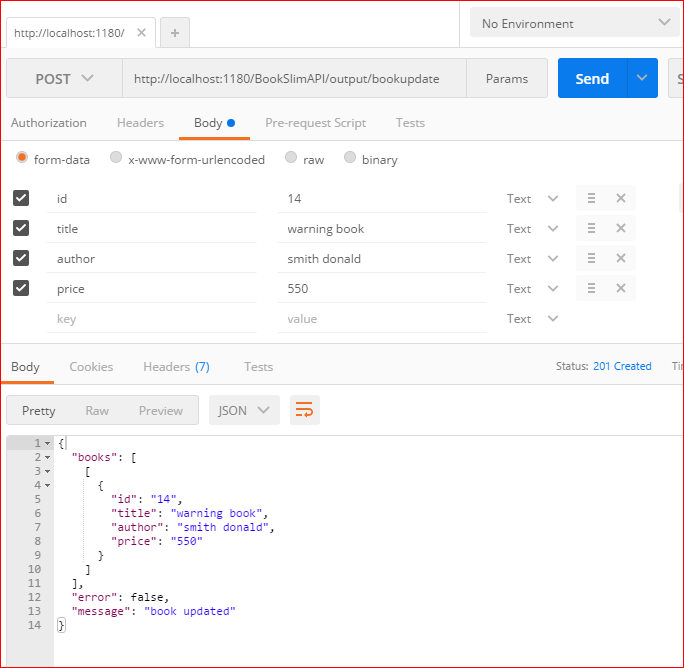 http://localhost:1180/ No Environment
POST http://localhost:1180/BookSlimAPI/output/bookupdate Params Send S
Authorization Headers Body Pre-request Script Tests
form-data x-www-form-urlencoded raw binary
id 14 Text
title warning book Text
author smith donald Text
price 550 Text
key value Text
Body Cookies Headers (7) Tests Status: 201 Created
Pretty Raw Preview JSON
1 {
2 "books": [
3 [
4 {
5 "id": "14",
6 "title": "warning book",
7 "author": "smith donald",
8 "price": "550"
9 }
10 ]
11 ],
12 "error": false,
13 "message": "book updated"
14 }